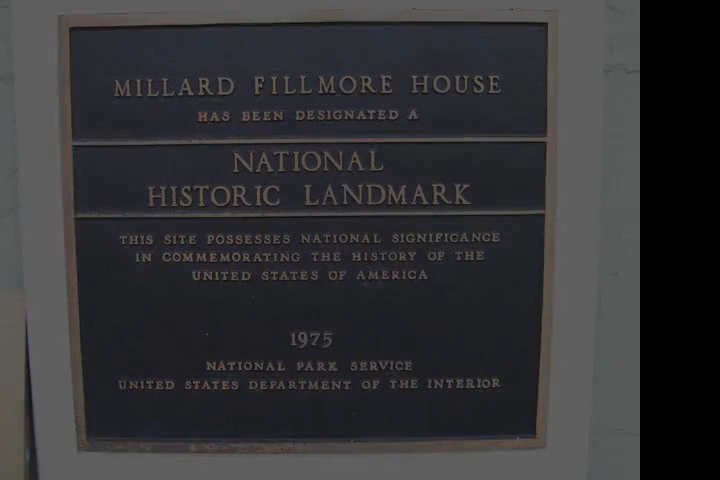 MILLARD FILLMORE HOUSE
HAS BEEN DESIGNATED A
NATIONAL
HISTORIC LANDMARK
THIS SITE POSSESSES NATIONAL SIGNIFICANCE
IN COMMEMORATING THE HISTORY OF THE
UNITED STATES OF AMERICA
1975
NATIONAL PARK SERVICE
UNITED STATES DEPARTMENT OF THE INTERIOR